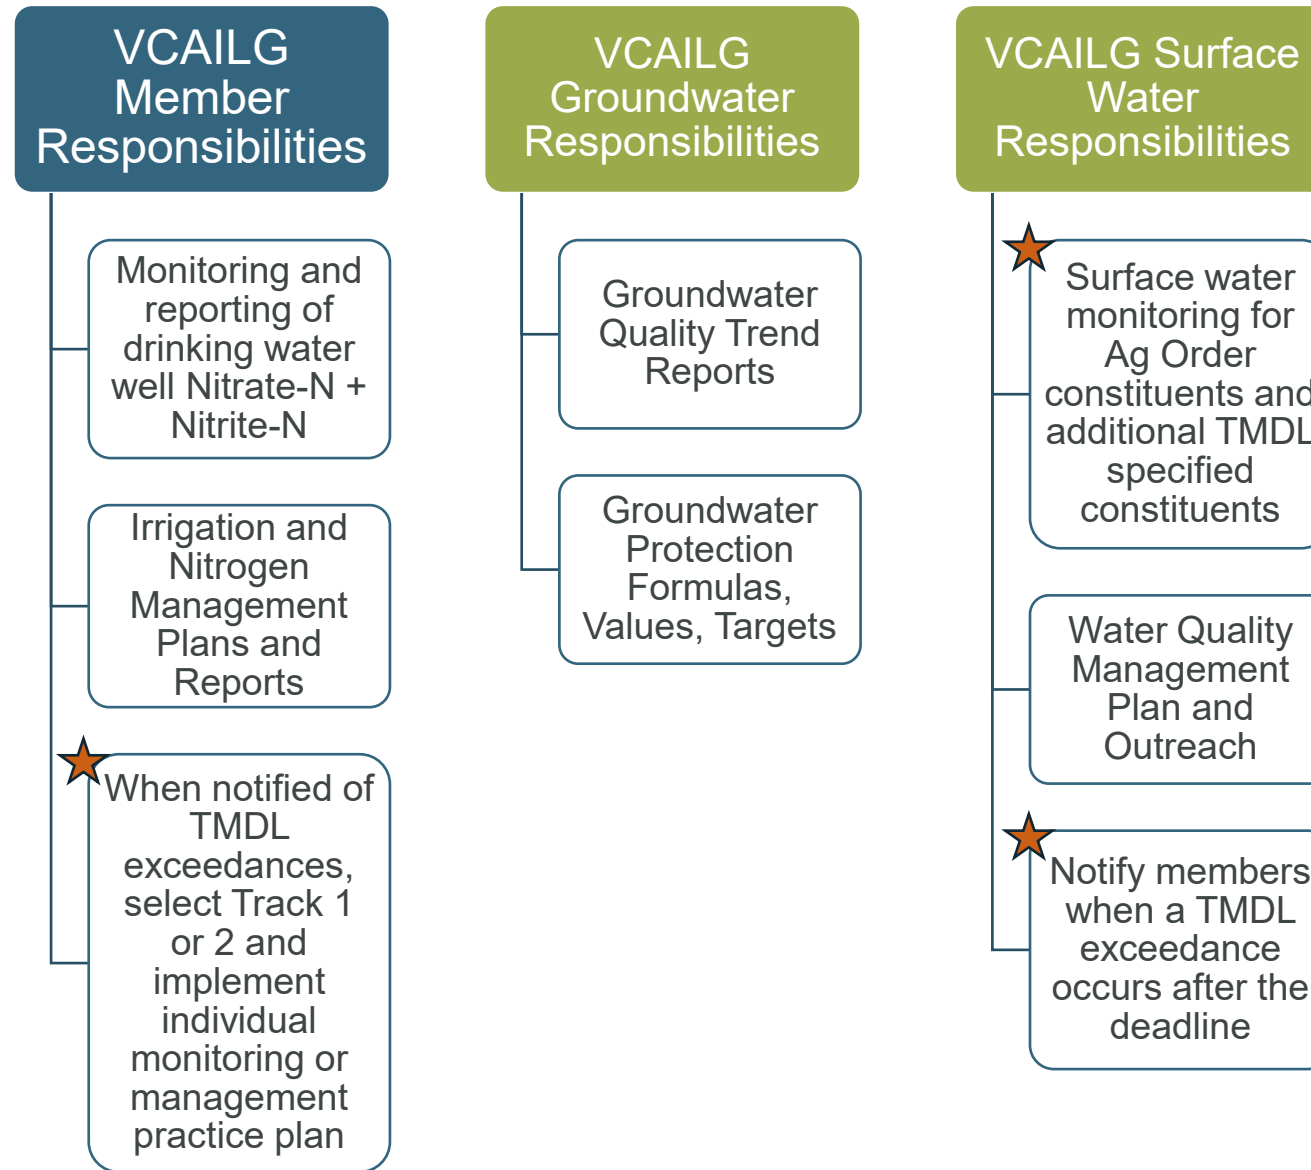 VCAILG
Member
Responsibilities
Monitoring and
reporting of
drinking water
well Nitrate-N +
Nitrite-N
Irrigation and
Nitrogen
Management
Plans and
Reports
When notified of
TMDL
exceedances,
select Track 1
or 2 and
implement
individual
monitoring or
management
practice plan
VCAILG
Groundwater
Responsibilities
Groundwater
Quality Trend
Reports
Groundwater
Protection
Formulas,
Values, Targets
VCAILG Surface
Water
Responsibilities
Surface water
monitoring for
Ag Order
constituents and
additional TMDL
specified
constituents
Water Quality
Management
Plan and
Outreach
Notify members
when a TMDL
exceedance
occurs after the
deadline